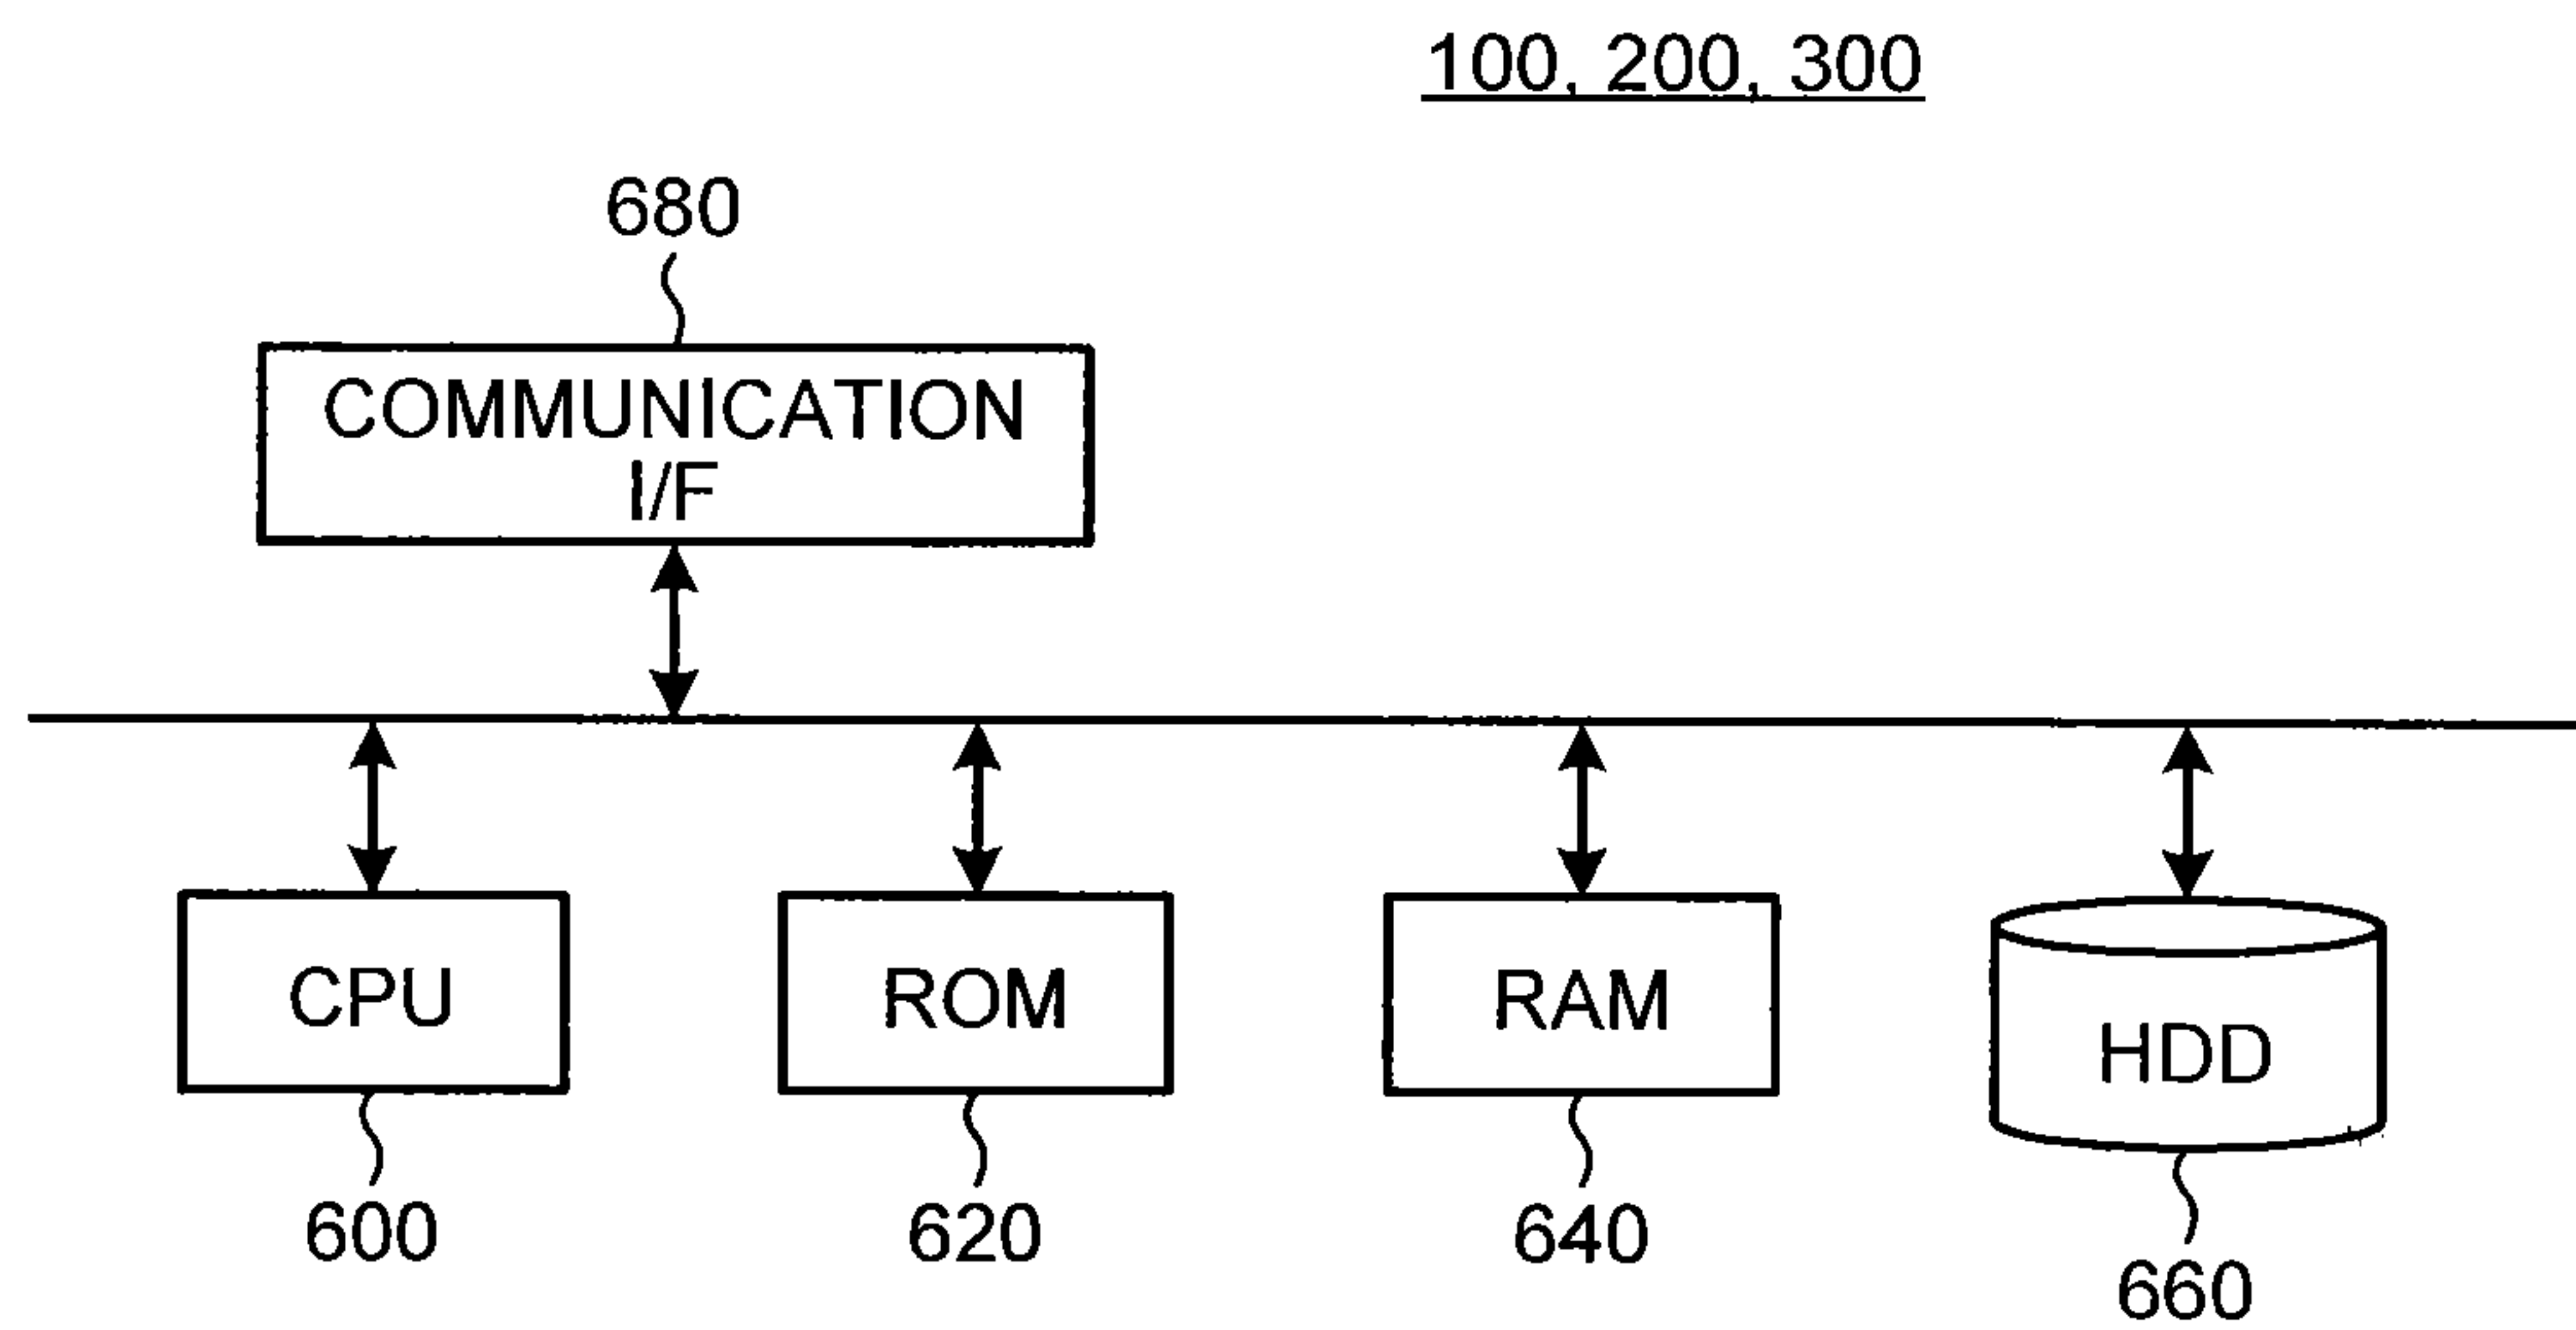 100, 200, 300
680
COMMUNICATION
I/F
CPU
ROM
RAM
HDD
600
620
640
660